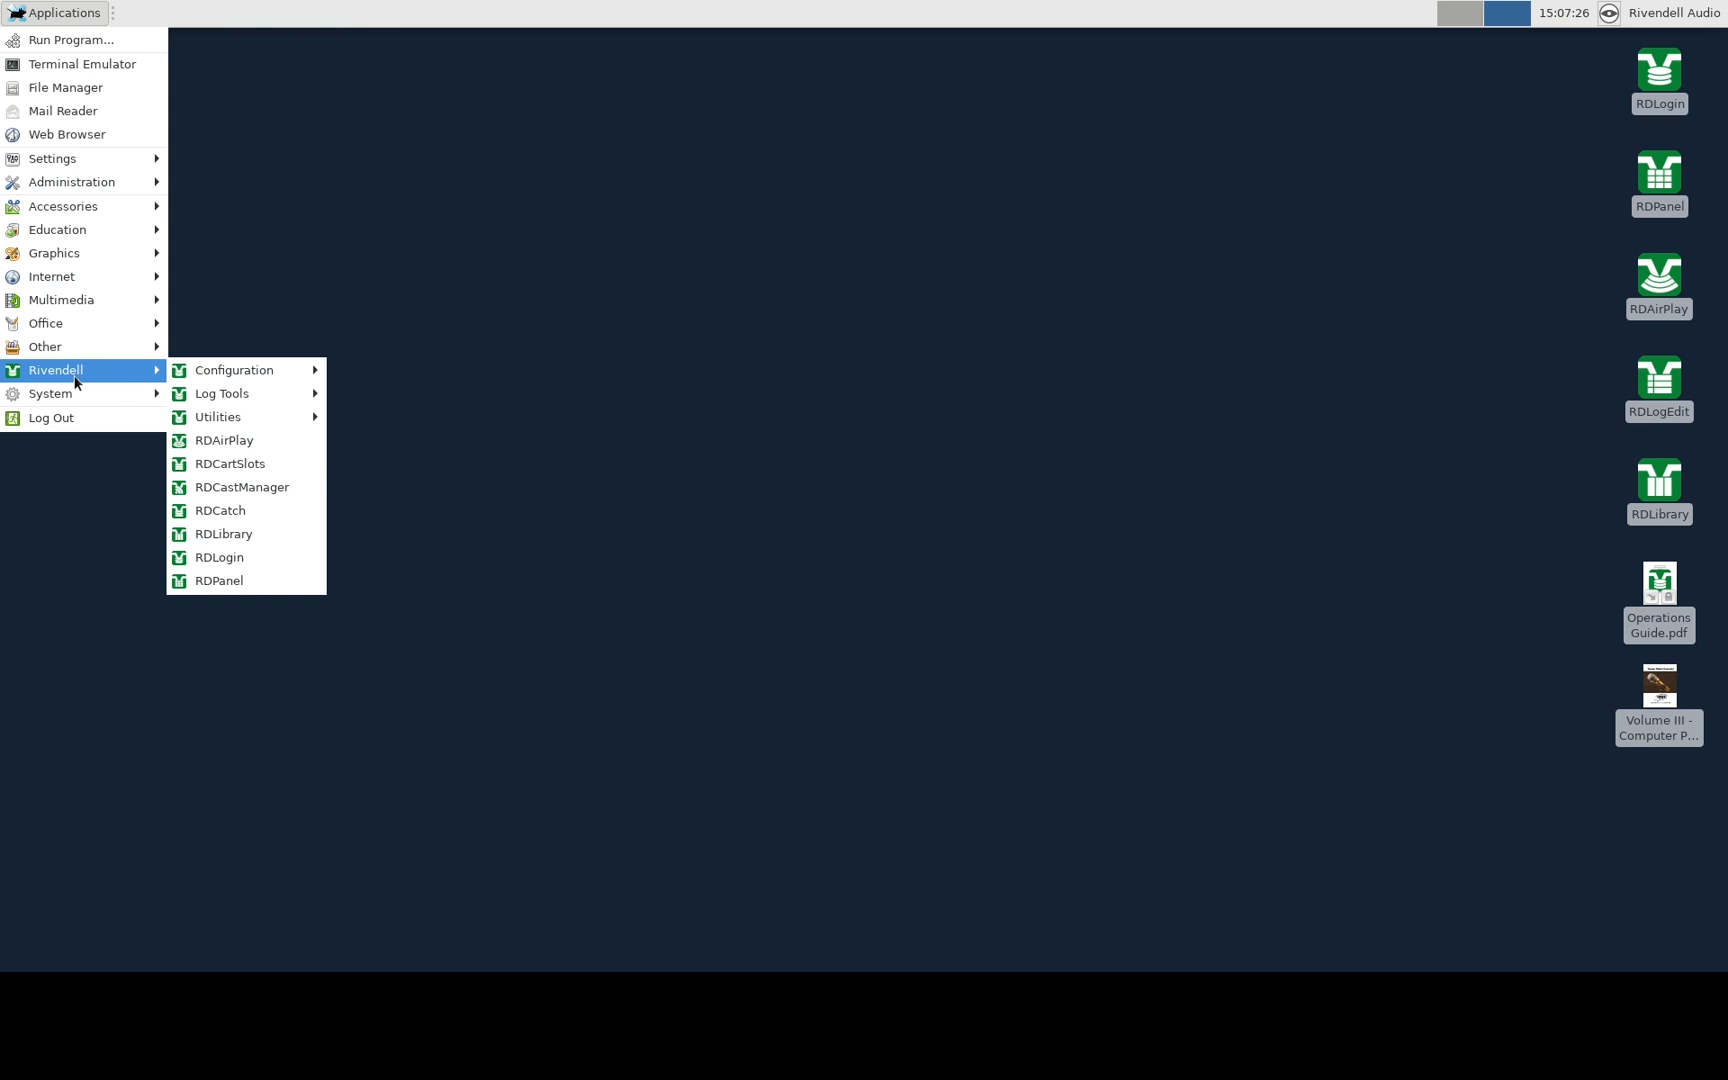 Applications
15:07:26
Rivendell Audio
Run Program...
Terminal Emulator
File Manager
Mail Reader
Web Browser
Settings
Administration
Accessories
Education
Graphics
Internet
Multimedia
Office
Other
Rivendell
System
Log Out
Configuration
Log Tools
Utilities
RDAirPlay
RDCartSlots
RDCastManager
RDCatch
RDLibrary
RDLogin
RDPanel
RDLogin
RDPanel
RDAirPlay
RDLogEdit
RDLibrary
Operations
Guide.pdf
Volume III -
Computer P...